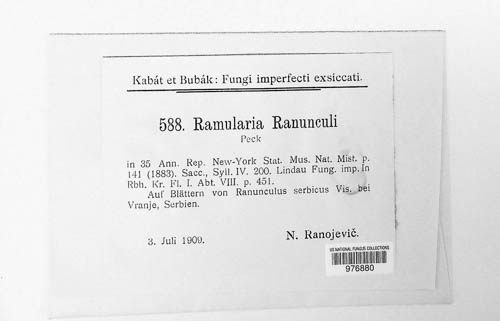 Kabát et Bubák: Fungi imperfecti exsiccati.
588. Ramularia Ranunculi
Peck
in 35 Ann. Rep. New-York Stat. Mus. Nat. Mist. p.
141 (1883). Sacc., Syll. IV. 200. Lindau Fung. imp. in
Rbh. Kr. Fl. I. Abt. VIII. p. 451.
Auf Blättern von Ranunculus serbicus Vis. bei
Vranje, Serbien.
3. Juli 1909.
N. Ranojevič.
US NATIONAL FUNGUS COLLECTIONS
976880